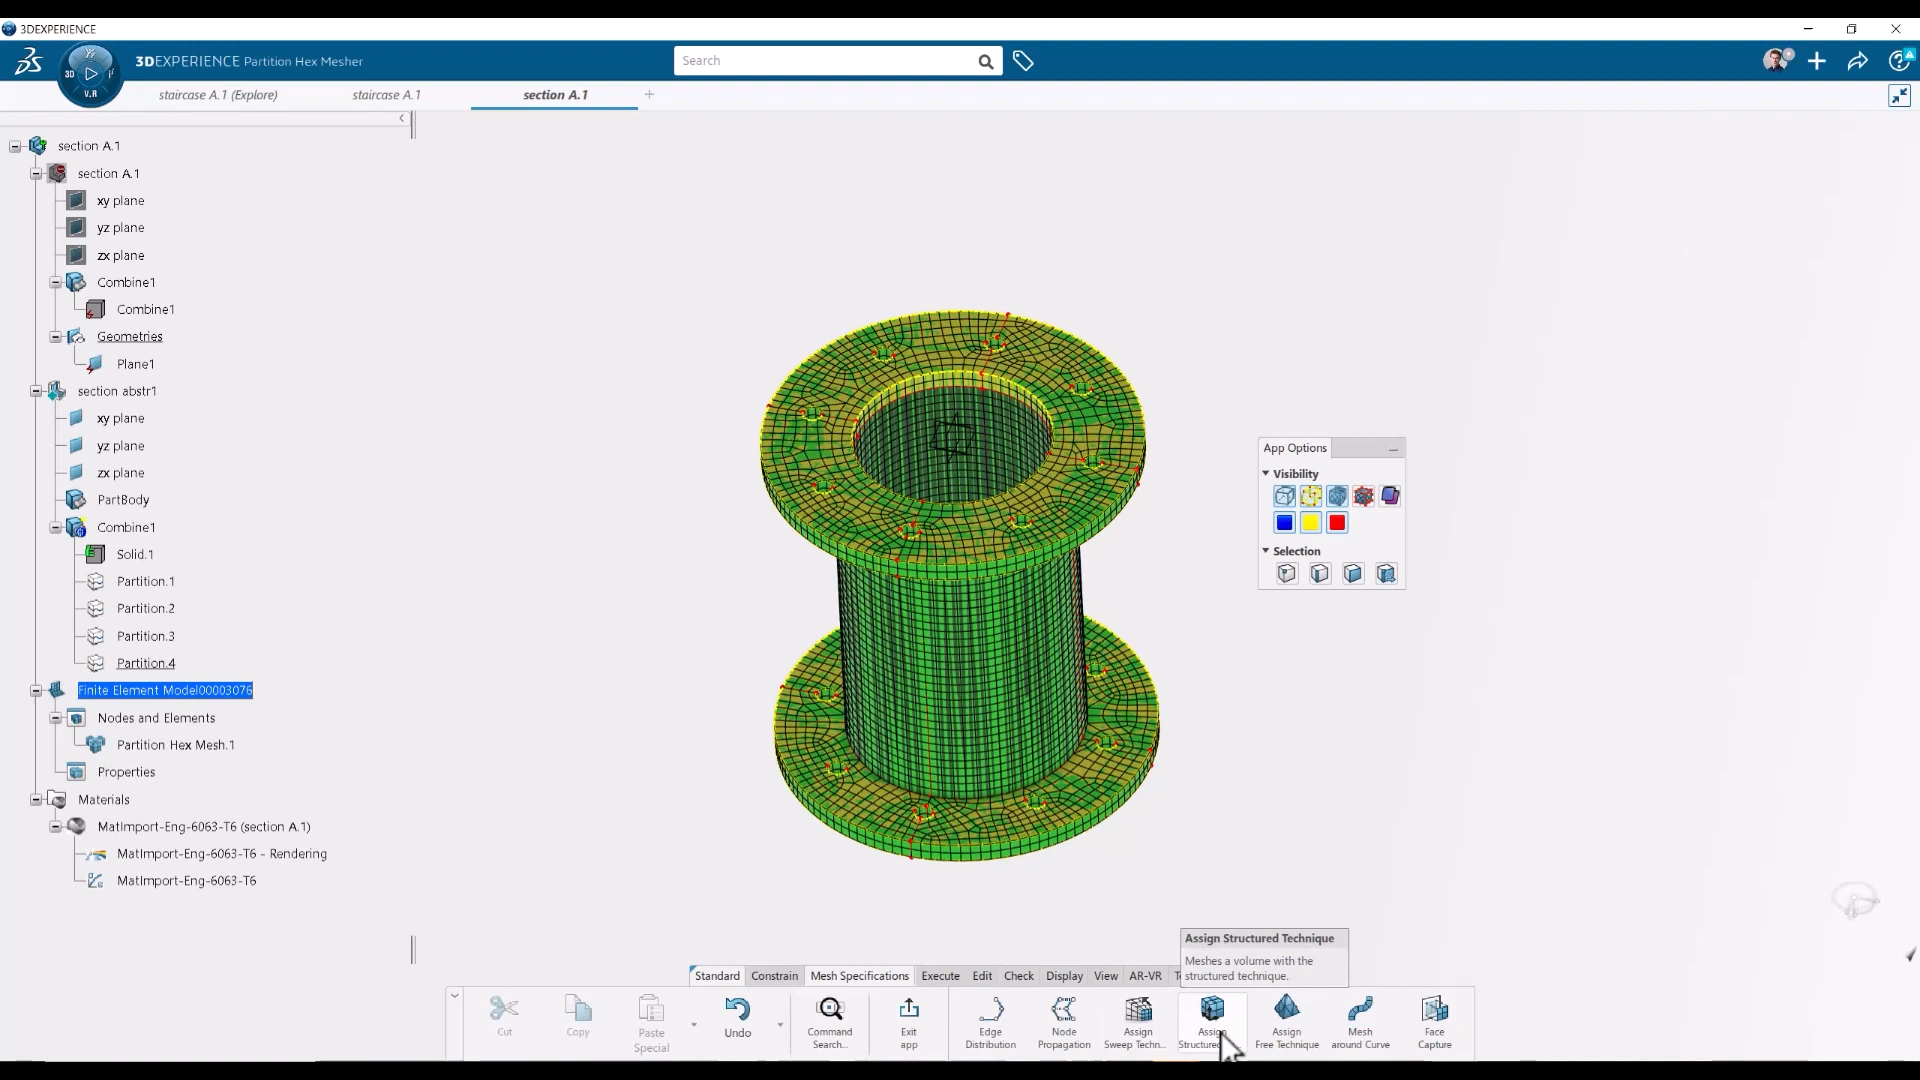 3DEXPERIENCE
3DEXPERIENCE Partition Hex Mesher
Search
3D
V.R
staircase A.1 (Explore)
staircase A.1
section A.1
section A.1
section A.1
xy plane
yz plane
zx plane
Combine1
Combine1
Geometries
Plane1
section abstr1
xy plane
yz plane
zx plane
PartBody
Combine1
Solid.1
Partition.1
Partition.2
Partition.3
Partition.4
Finite Element Model00003076
Nodes and Elements
Partition Hex Mesh.1
Properties
Materials
MatImport-Eng-6063-T6 (section A.1)
MatImport-Eng-6063-T6 - Rendering
MatImport-Eng-6063-T6
App Options
Visibility
Selection
Assign Structured Technique
Meshes a volume with the
structured technique.
Standard Constrain Mesh Specifications Execute Edit Check Display View AR-VR
Cut
Copy
Paste
Special
Undo
Command
Search...
Exit
app
Edge
Distribution
Node
Propagation
Assign
Sweep Techn...
Assign
Structured
Assign
Free Technique
Mesh
around Curve
Face
Capture